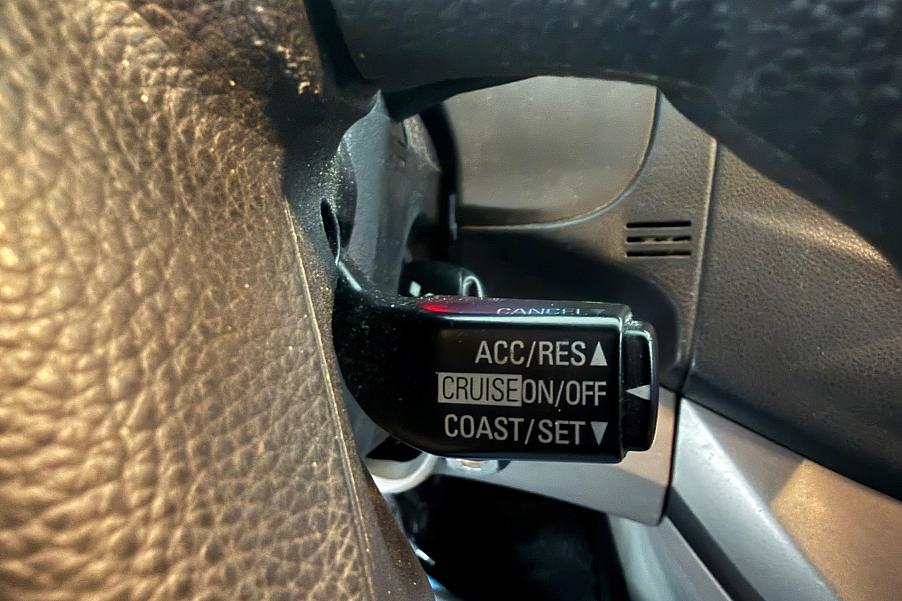 CANCEL
ACC/RES▲
CRUISE ON/OFF ◀
COAST/SET▼